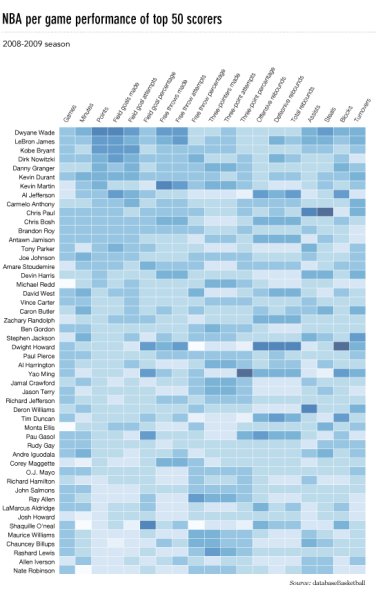 NBA per game performance of top 50 scorers
2008-2009 season
Games
Minutes
Points
Field goals made
Field goal attempts
Field goal percentage
Free throws made
Free throw attempts
Free throw percentage
Three pointers made
Three-point attempts
Three-point percentage
Offensive rebounds
Defensive rebounds
Total rebounds
Assists
Steals
Blocks
Turnovers
Dwyane Wade
LeBron James
Kobe Bryant
Dirk Nowitzki
Danny Granger
Kevin Durant
Kevin Martin
Al Jefferson
Carmelo Anthony
Chris Paul
Chris Bosh
Brandon Roy
Antawn Jamison
Tony Parker
Joe Johnson
Amare Stoudemire
Devin Harris
Michael Redd
David West
Vince Carter
Caron Butler
Zachary Randolph
Ben Gordon
Stephen Jackson
Dwight Howard
Paul Pierce
Al Harrington
Yao Ming
Jamal Crawford
Jason Terry
Richard Jefferson
Deron Williams
Tim Duncan
Monta Ellis
Pau Gasol
Rudy Gay
Andre Iguodala
Corey Maggette
O.J. Mayo
Richard Hamilton
John Salmons
Ray Allen
LaMarcus Aldridge
Josh Howard
Shaquille O'neal
Maurice Williams
Chauncey Billups
Rashard Lewis
Allen Iverson
Nate Robinson
Source: databaseBasketball